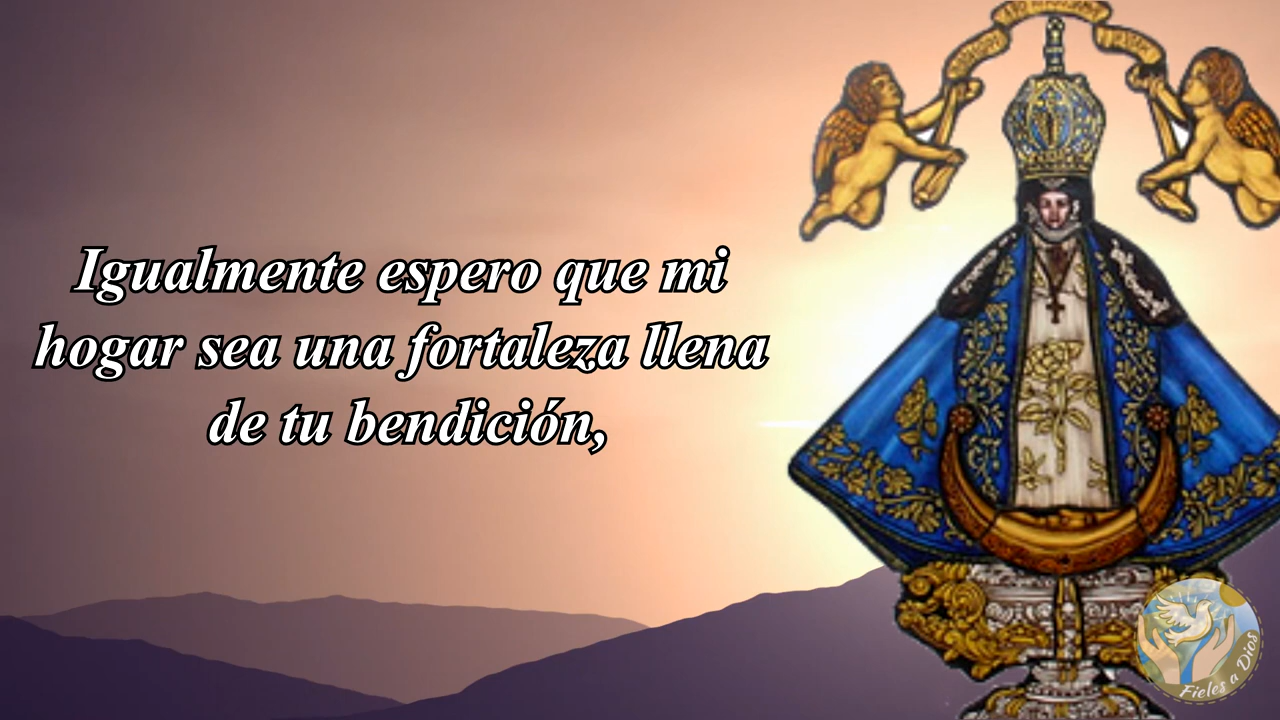 Igualmente espero que mi
hogar sea una fortaleza llena
de tu bendición,
Fieles a Dios